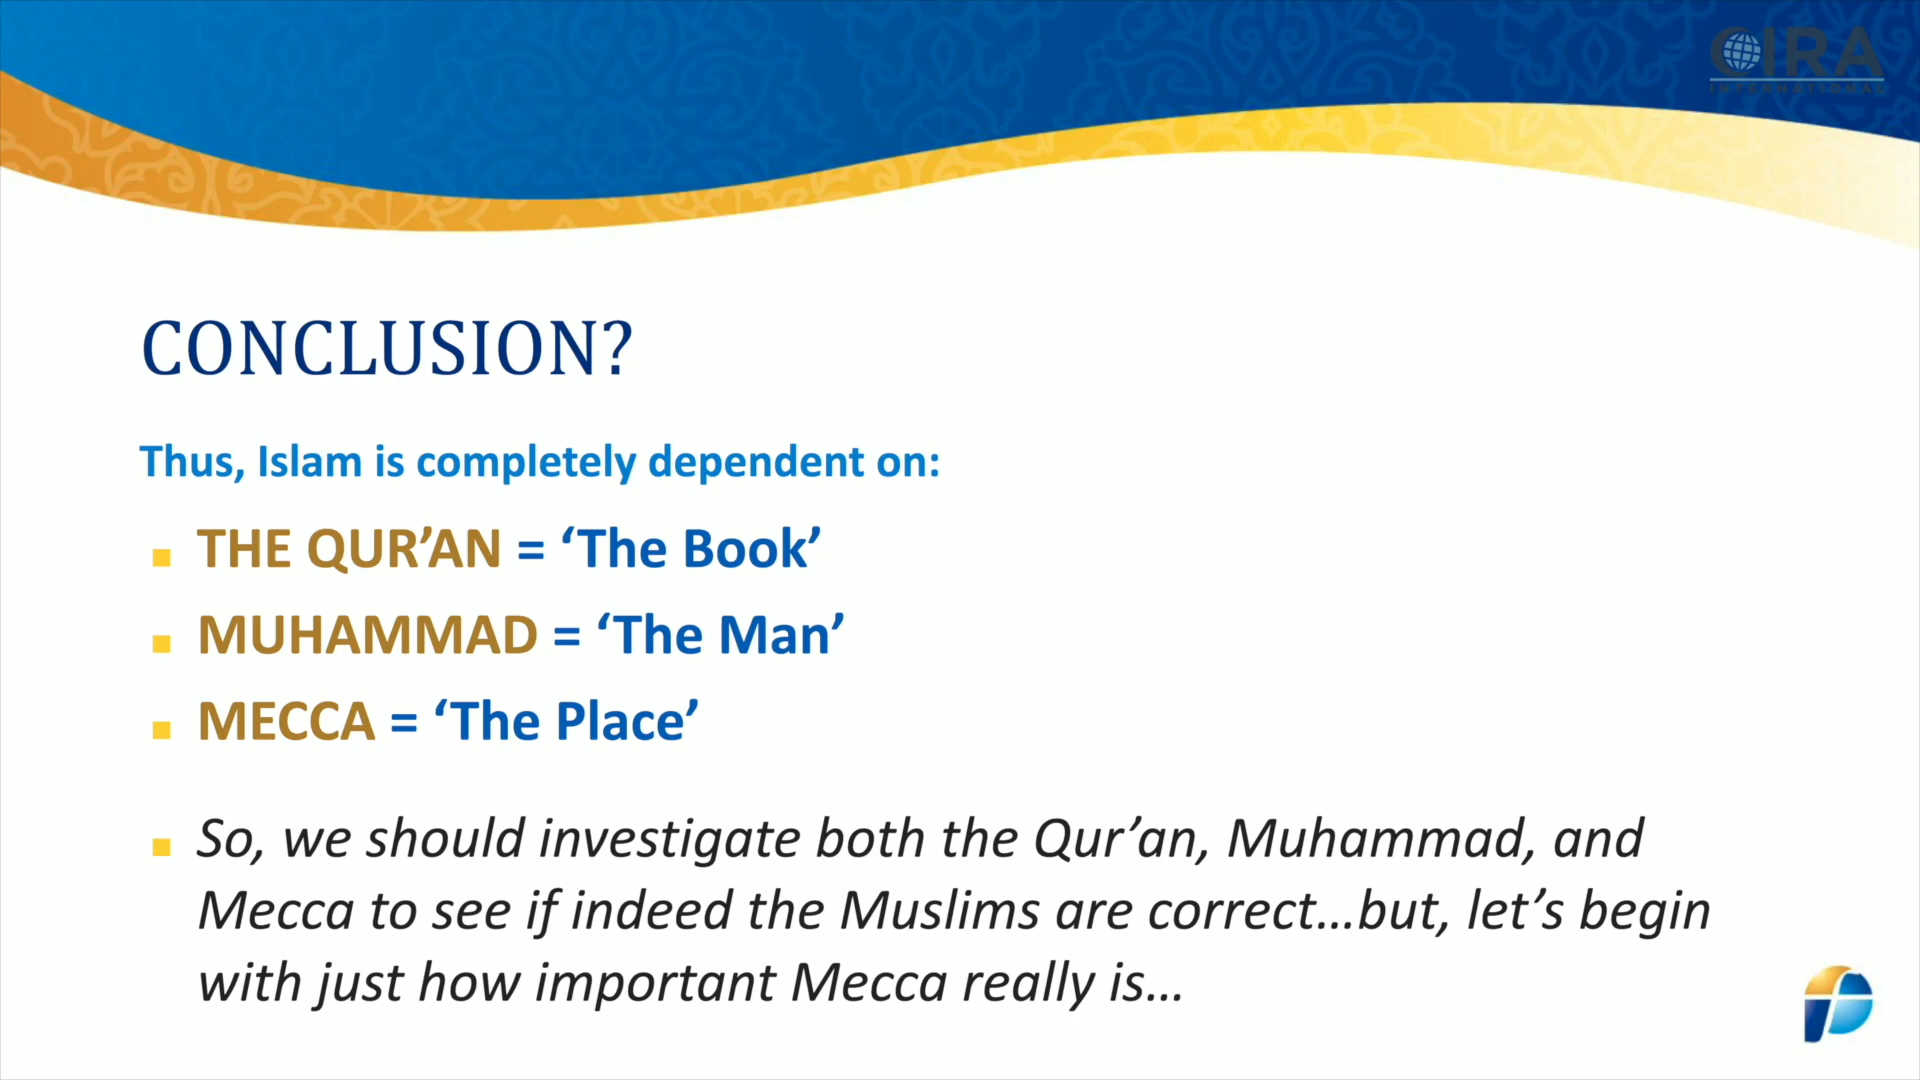 CIRA
INTERNATIONAL
CONCLUSION?
Thus, Islam is completely dependent on:
▪ THE QUR’AN = ‘The Book’
▪ MUHAMMAD = ‘The Man’
▪ MECCA = ‘The Place’
▪ So, we should investigate both the Qur’an, Muhammad, and
Mecca to see if indeed the Muslims are correct…but, let’s begin
with just how important Mecca really is…